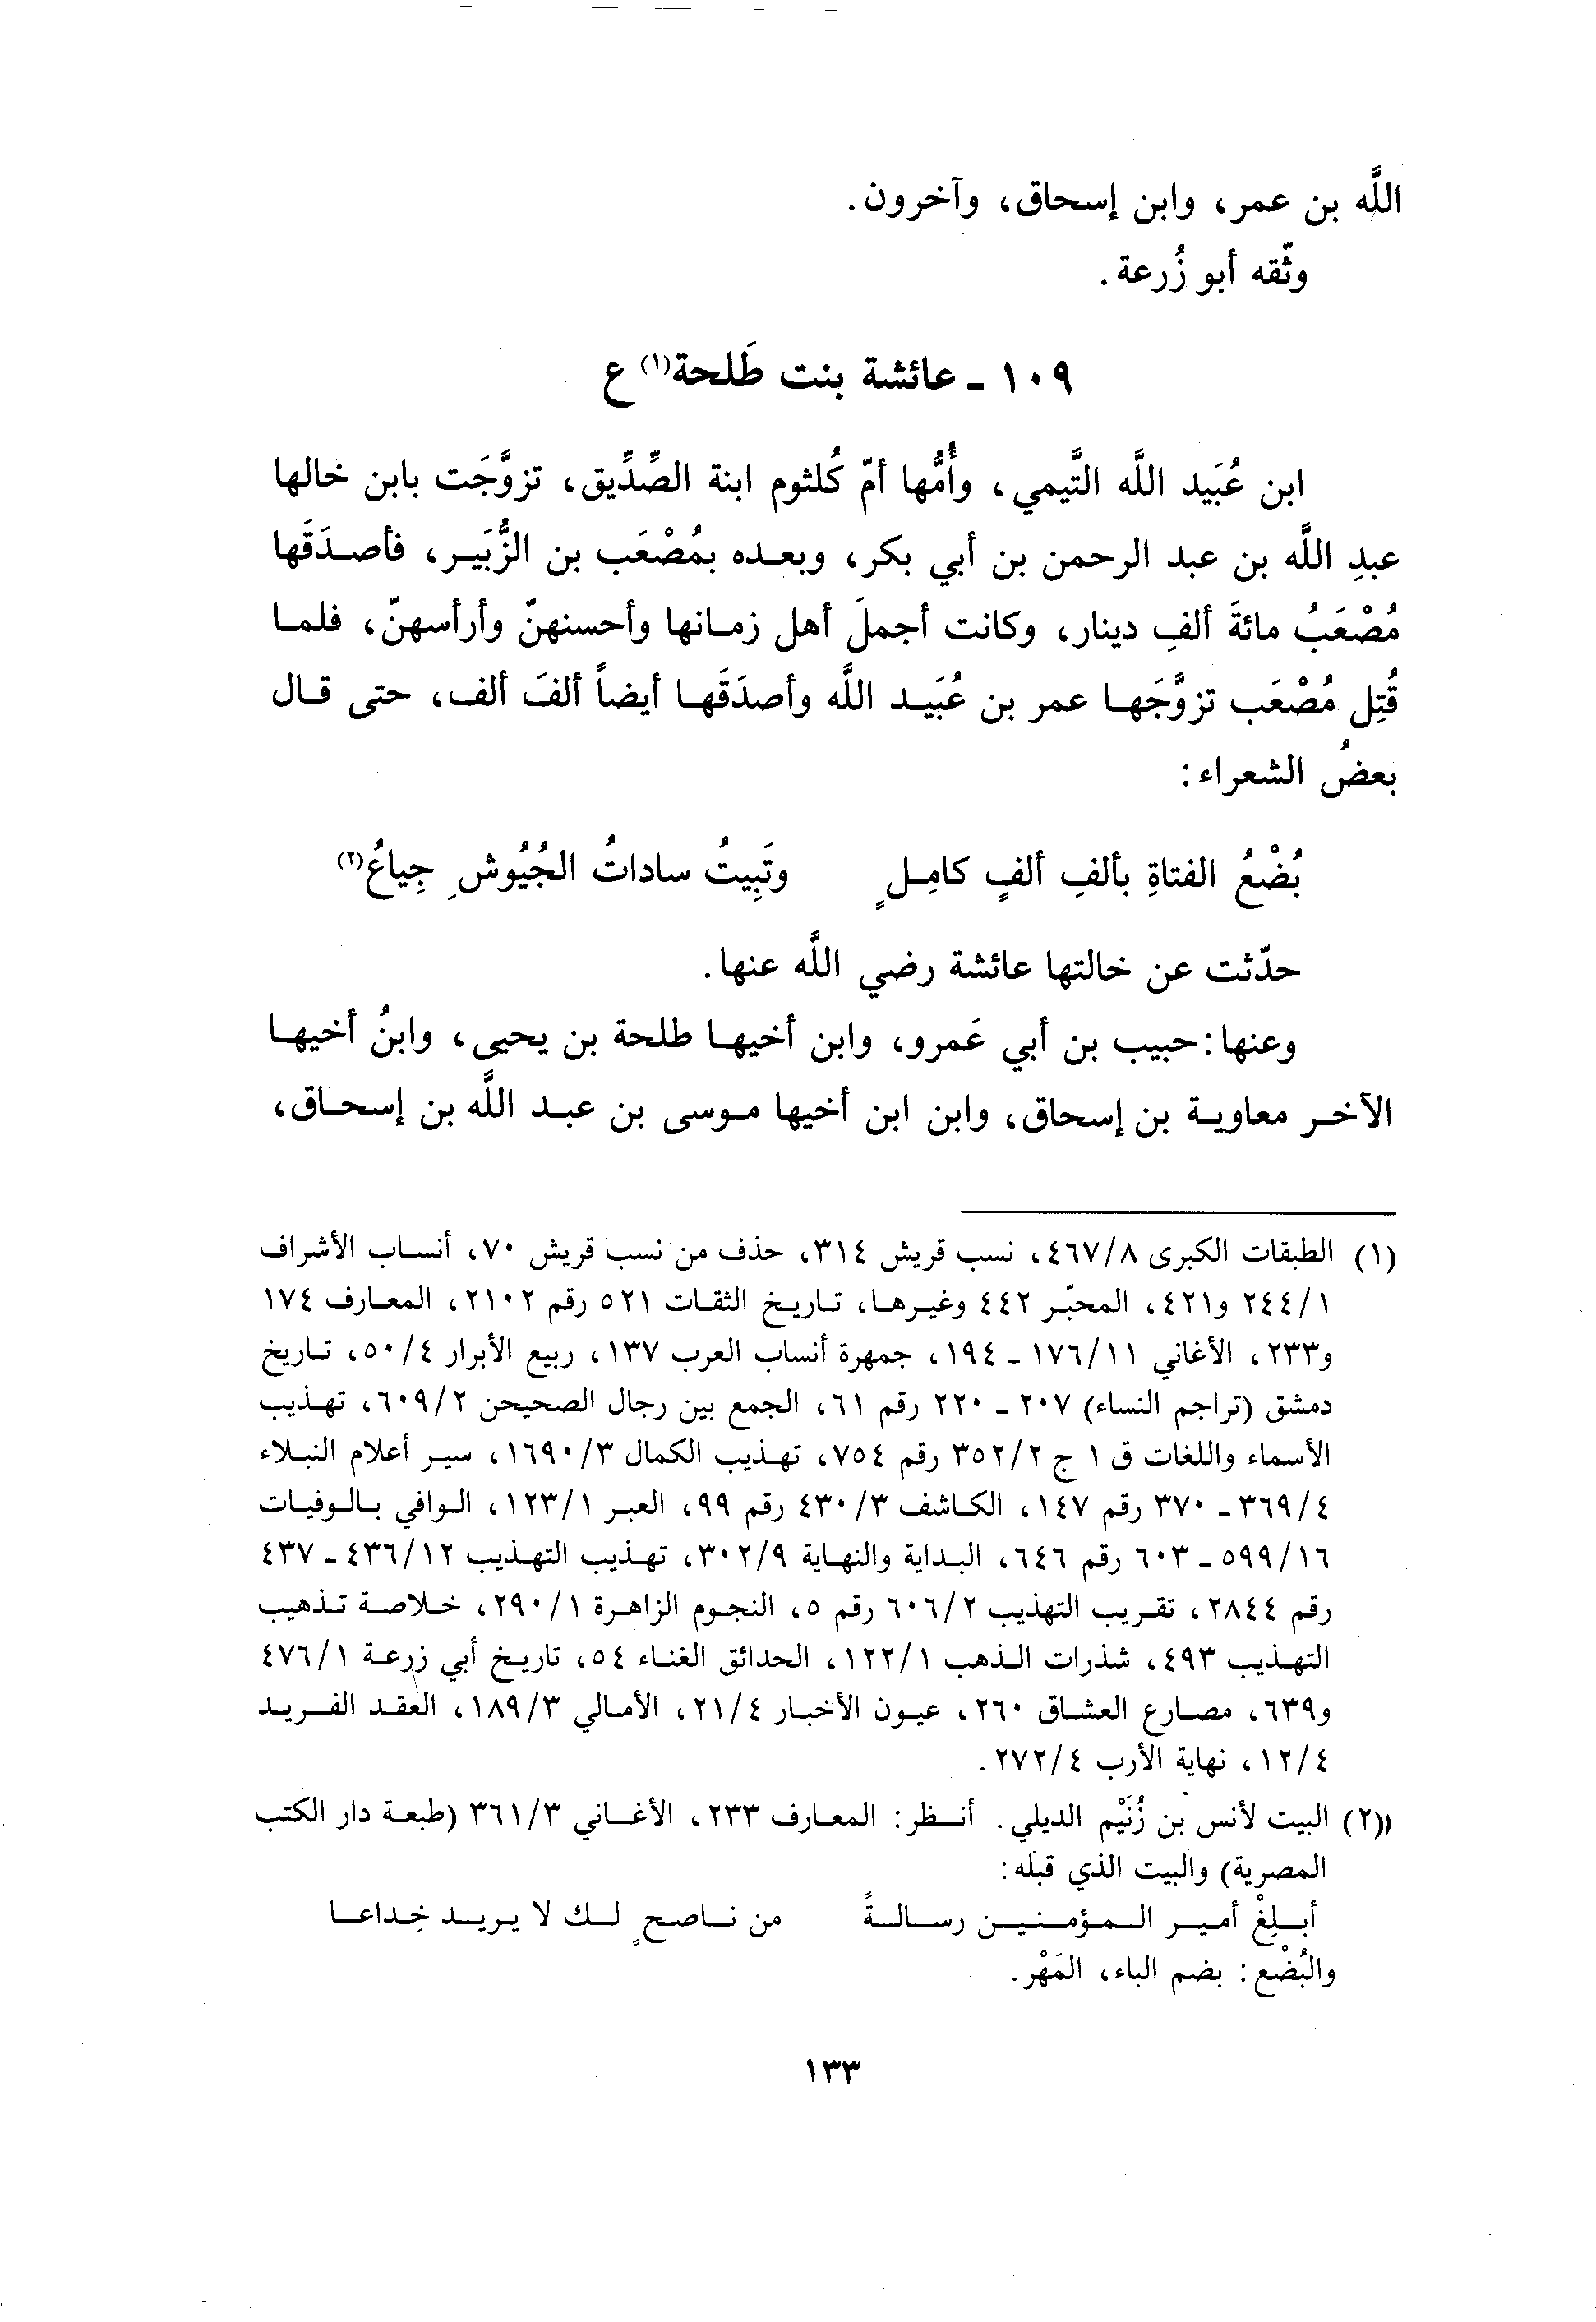 اللَّه بن عمر، وابن إسحاق، وآخرون.
وثّقه أبو زُرعة.
١٠٩ - عائشة بنت طَلحة(١) ع
ابن عُبَيد اللَّه التَّيمي، وأُمُّها أمّ كُلثوم ابنة الصِّدِّيق، تزوَّجَت بابن خالها
عبدِ اللَّه بن عبد الرحمن بن أبي بكر، وبعده بمُصْعَب بن الزُّبَير، فأصدَقَها
مُصْعَبُ مائةَ ألفِ دينار، وكانت أجملَ أهل زمانها وأحسنهنّ وأرأسهنّ، فلما
قُتِل مُصْعَب تزوَّجَها عمر بن عُبَيد اللَّه وأصدَقَها أيضاً ألفَ ألف، حتى قال
بعضُ الشعراء:
بُضْعُ الفتاةِ بألفِ ألفٍ كامِلٍ وتَبِيتُ ساداتُ الجُيُوشِ جِياعُ(٢)
حدّثت عن خالتها عائشة رضي اللَّه عنها.
وعنها: حبيب بن أبي عَمرو، وابن أخيها طلحة بن يحيى، وابنُ أخيها
الآخر معاوية بن إسحاق، وابن ابن أخيها موسى بن عبد اللَّه بن إسحاق،
(١) الطبقات الكبرى ٤٦٧/٨، نسب قريش ٣١٤، حذف من نسب قريش ٧٠، أنساب الأشراف
٢٤٤/١ و٤٢١، المحبّر ٤٤٢ وغيرها، تاريخ الثقات ٥٢١ رقم ٢١٠٢، المعارف ١٧٤
و٢٣٣، الأغاني ١٧٦/١١ - ١٩٤، جمهرة أنساب العرب ١٣٧، ربيع الأبرار ٥٠/٤، تاريخ
دمشق (تراجم النساء) ٢٠٧ - ٢٢٠ رقم ٦١، الجمع بين رجال الصحيحن ٦٠٩/٢، تهذيب
الأسماء واللغات ق ١ ج ٣٥٢/٢ رقم ٧٥٤، تهذيب الكمال ١٦٩٠/٣، سير أعلام النبلاء
٣٦٩/٤ - ٣٧٠ رقم ١٤٧، الكاشف ٤٣٠/٣ رقم ٩٩، العبر ١٢٣/١، الوافي بالوفيات
٥٩٩/١٦ - ٦٠٣ رقم ٦٤٦، البداية والنهاية ٣٠٢/٩، تهذيب التهذيب ٤٣٦/١٢ - ٤٣٧
رقم ٢٨٤٤، تقريب التهذيب ٦٠٦/٢ رقم ٥، النجوم الزاهرة ٢٩٠/١، خلاصة تذهيب
التهذيب ٤٩٣، شذرات الذهب ١٢٢/١، الحدائق الغناء ٥٤، تاريخ أبي زرعة ٤٧٦/١
و٦٣٩، مصارع العشاق ٢٦٠، عيون الأخبار ٢١/٤، الأمالي ١٨٩/٣، العقد الفريد
١٢/٤، نهاية الأرب ٢٧٢/٤.
(٢) البيت لأنس بن زُنَيْم الديلي. أنظر: المعارف ٢٣٣، الأغاني ٣٦١/٣ (طبعة دار الكتب
المصرية) والبيت الذي قبله:
أبلِغْ أمير المؤمنين رسالةً من ناصحٍ لك لا يريد خِداعا
والبُضْع: بضم الباء، المَهْر.
١٣٣